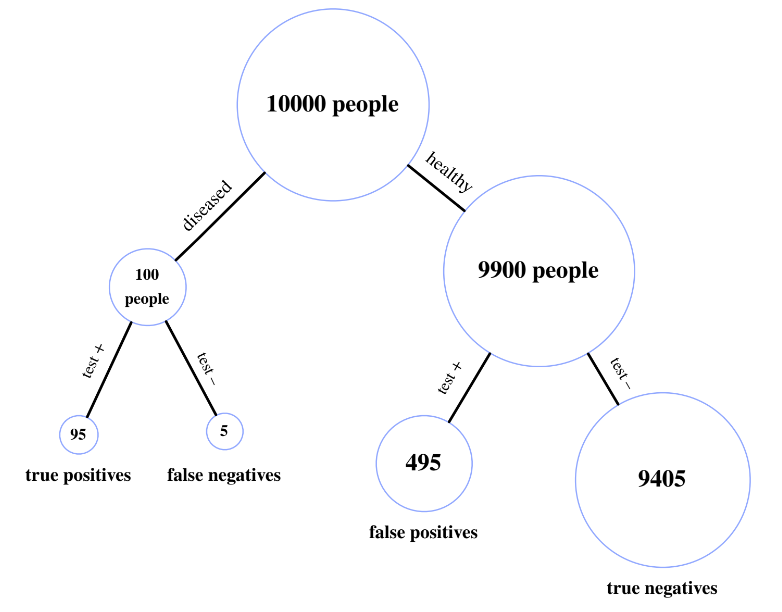 10000 people
diseased
healthy
100
people
9900 people
test +
test –
test +
test –
95
5
495
9405
true positives
false negatives
false positives
true negatives